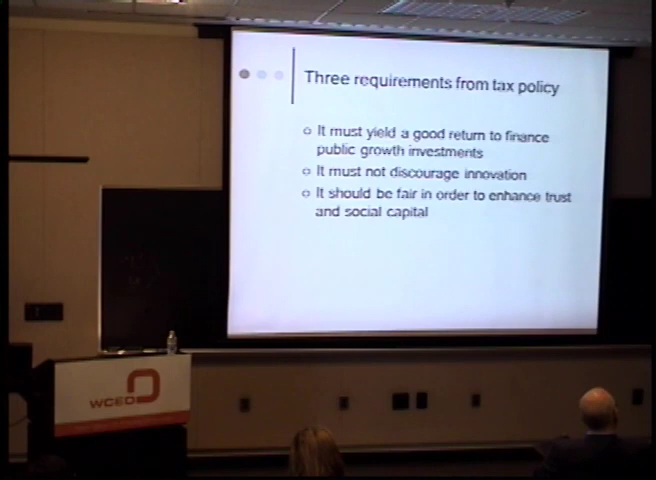 Three requirements from tax policy
It must yield a good return to finance
public growth investments
It must not discourage innovation
It should be fair in order to enhance trust
and social capital
WCEO